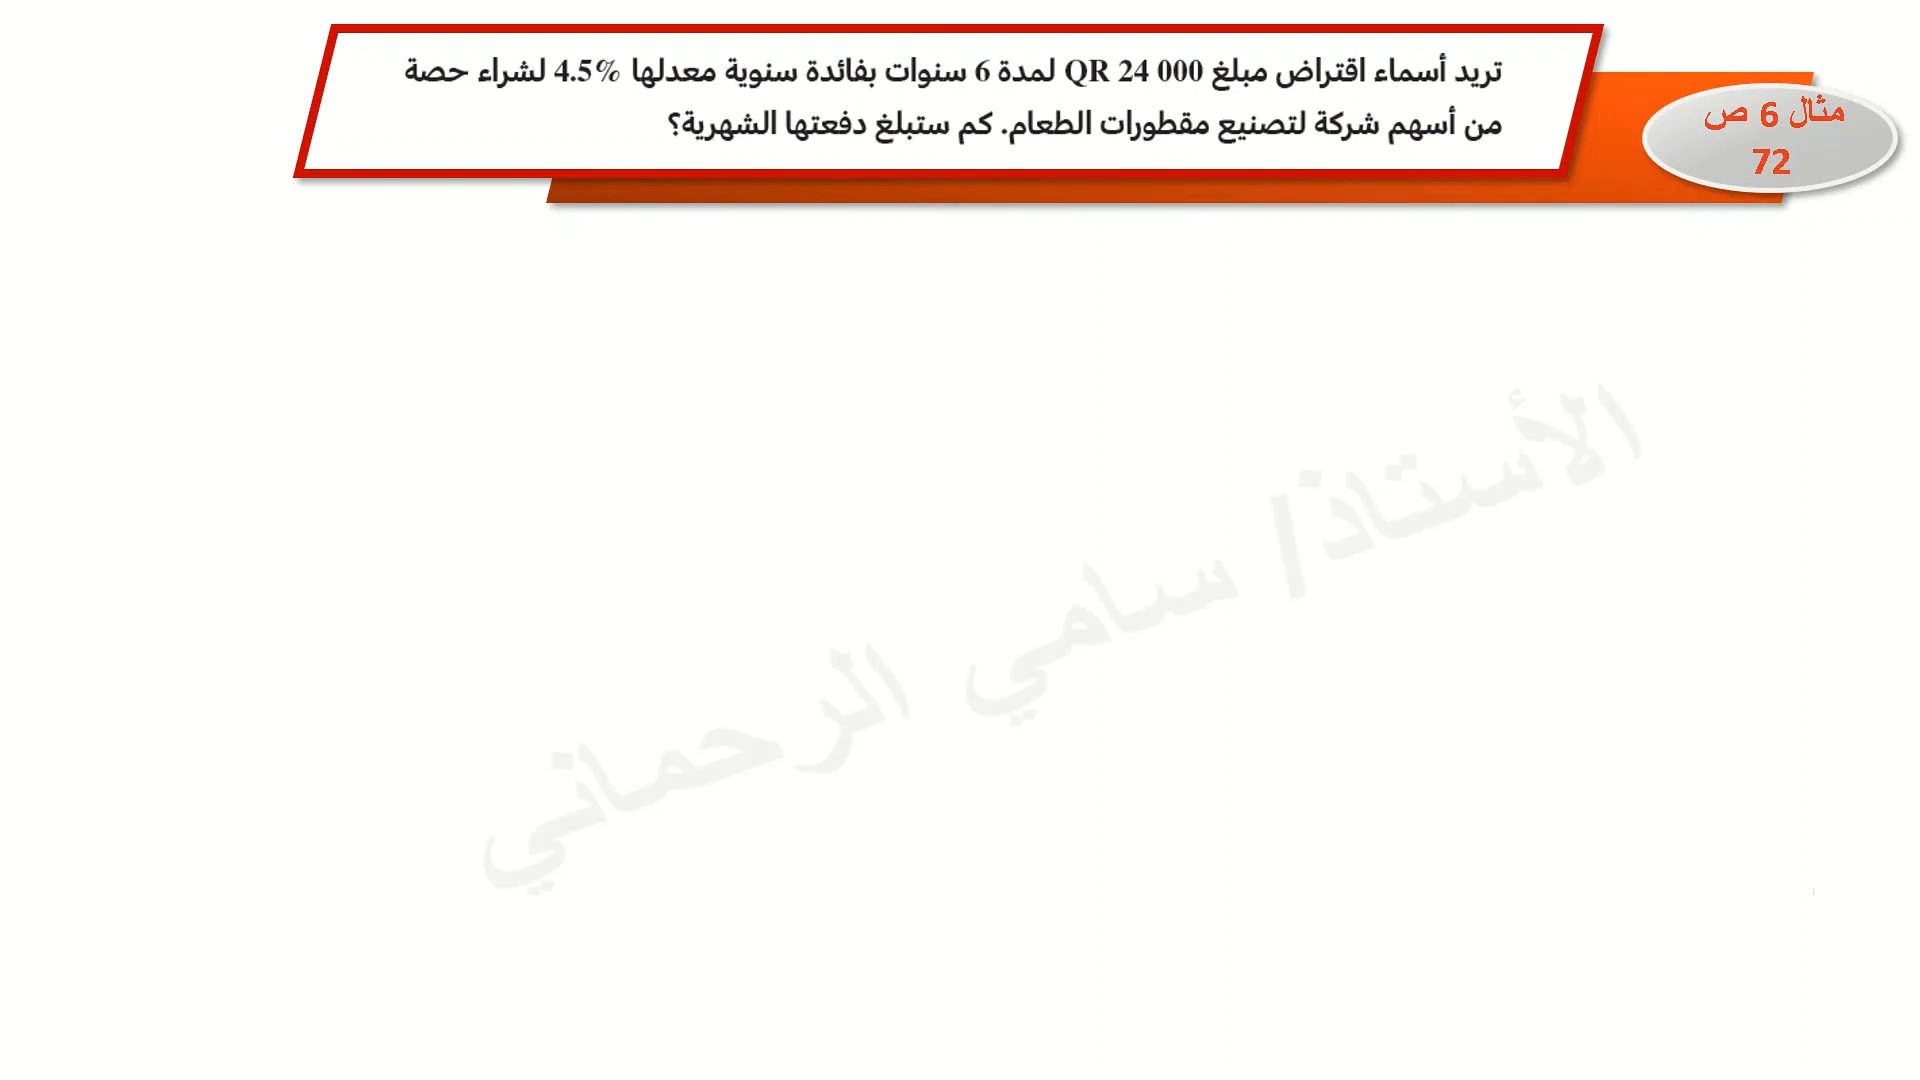 تريد أسماء اقتراض مبلغ QR 24 000 لمدة 6 سنوات بفائدة سنوية معدلها 4.5% لشراء حصة
من أسهم شركة لتصنيع مقطورات الطعام. كم ستبلغ دفعتها الشهرية؟
مثال 6 ص
72
الأستاذ/ سامي الرحماني